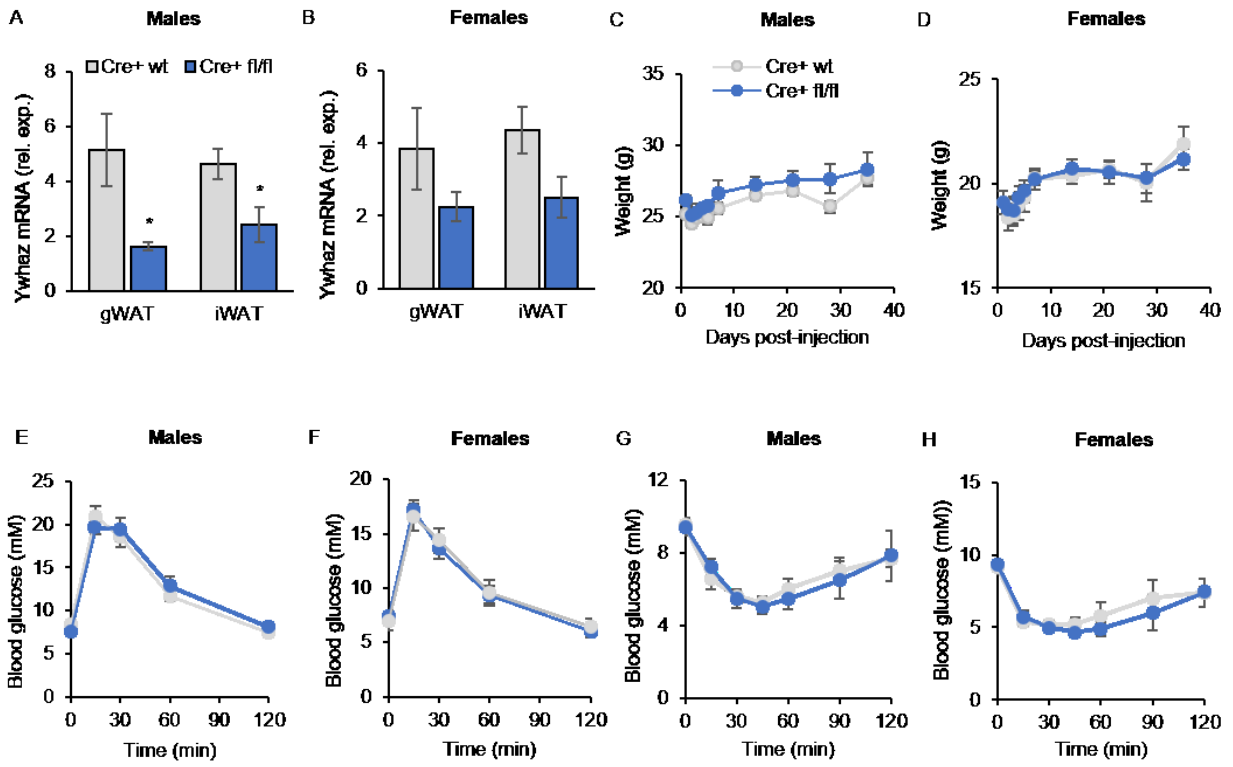 A Males
Cre+ wt Cre+ fl/fl
Ywhaz mRNA (rel. exp.)
8
6
4
2
0
*
*
gWAT iWAT
B Females
Ywhaz mRNA (rel. exp.)
6
4
2
0
gWAT iWAT
C Males
Cre+ wt
Cre+ fl/fl
Weight (g)
35
30
25
20
0 10 20 30 40
Days post-injection
D Females
Weight (g)
25
20
15
0 10 20 30 40
Days post-injection
E Males
Blood glucose (mM)
25
20
15
10
5
0
0 30 60 90 120
Time (min)
F Females
Blood glucose (mM)
20
15
10
5
0
0 30 60 90 120
Time (min)
G Males
Blood glucose (mM)
12
8
4
0
0 30 60 90 120
Time (min)
H Females
Blood glucose (mM))
15
10
5
0
0 30 60 90 120
Time (min)